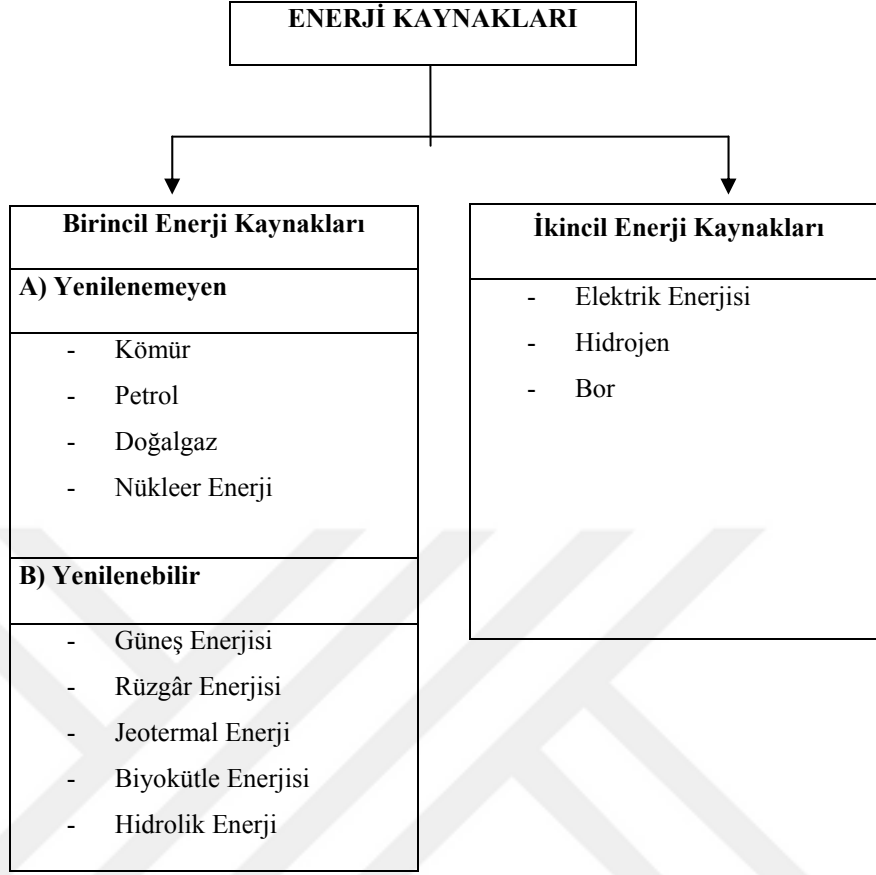 ENERJİ KAYNAKLARI
Birincil Enerji Kaynakları
A) Yenilenemeyen
- Kömür
- Petrol
- Doğalgaz
- Nükleer Enerji
B) Yenilenebilir
- Güneş Enerjisi
- Rüzgâr Enerjisi
- Jeotermal Enerji
- Biyokütle Enerjisi
- Hidrolik Enerji
İkincil Enerji Kaynakları
- Elektrik Enerjisi
- Hidrojen
- Bor